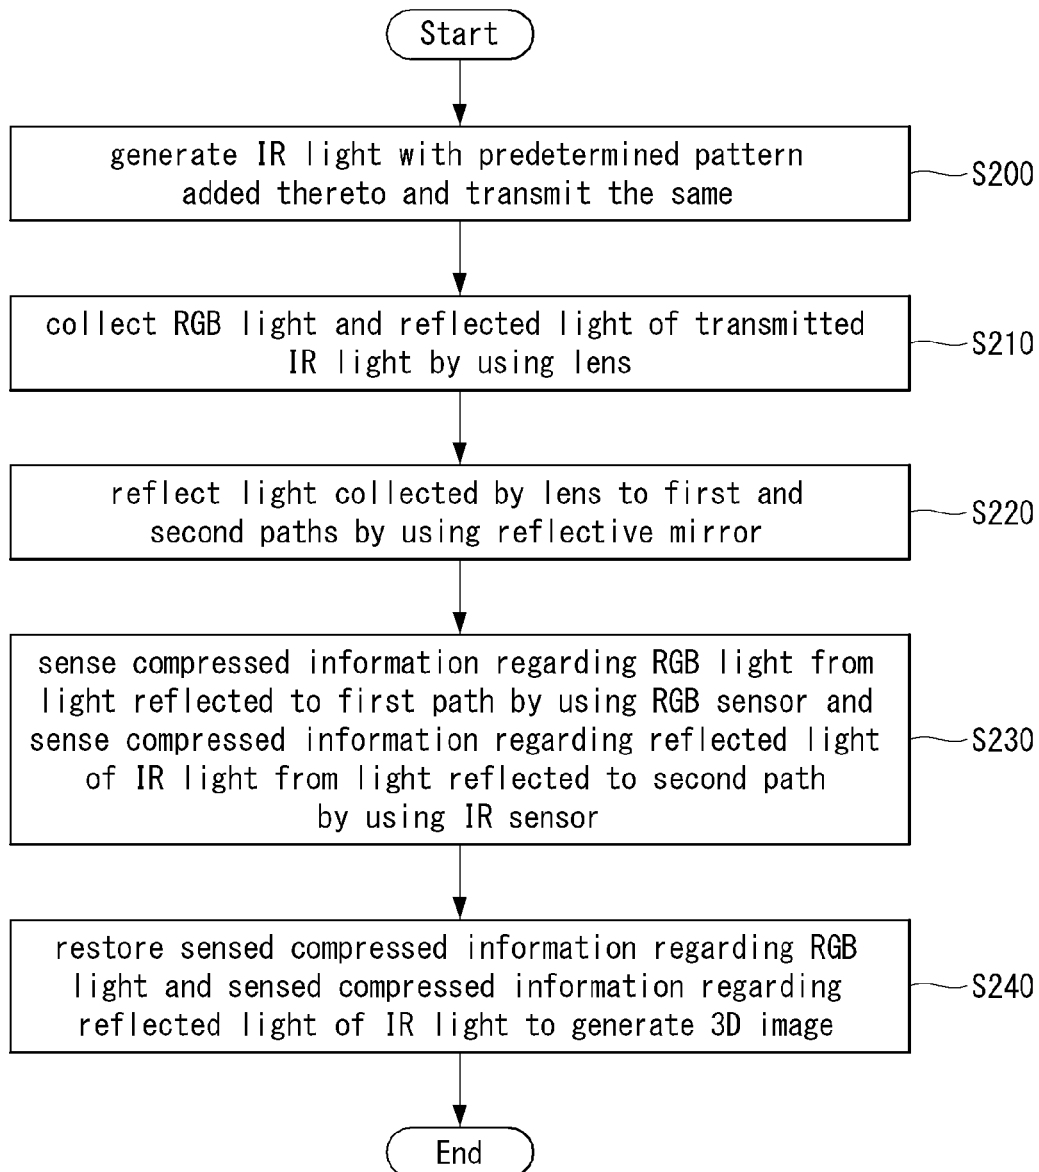 Start
generate IR light with predetermined pattern
added thereto and transmit the same
S200
collect RGB light and reflected light of transmitted
IR light by using lens
S210
reflect light collected by lens to first and
second paths by using reflective mirror
S220
sense compressed information regarding RGB light from
light reflected to first path by using RGB sensor and
sense compressed information regarding reflected light
of IR light from light reflected to second path
by using IR sensor
S230
restore sensed compressed information regarding RGB
light and sensed compressed information regarding
reflected light of IR light to generate 3D image
S240
End